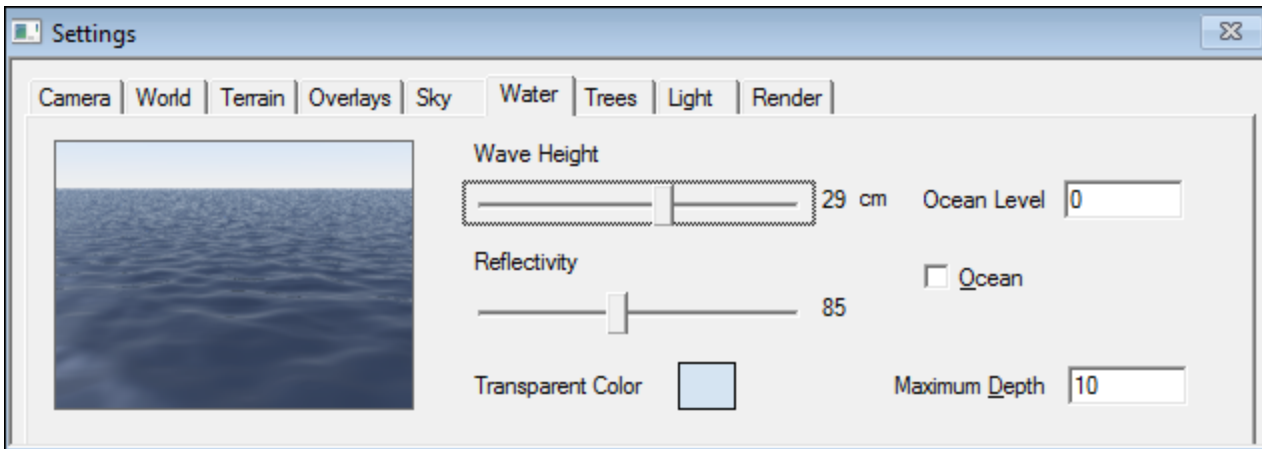 Settings
Camera World Terrain Overlays Sky Water Trees Light Render
Wave Height
29 cm Ocean Level 0
Reflectivity
Ocean
85
Transparent Color Maximum Depth 10